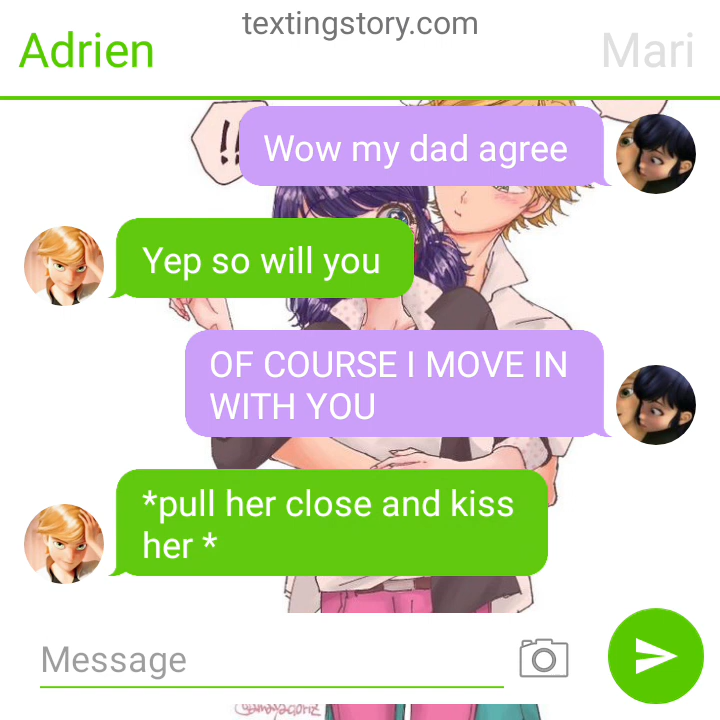 textingstory.com
Adrien
Mari
!!
Wow my dad agree
Yep so will you
OF COURSE I MOVE IN
WITH YOU
*pull her close and kiss
her *
Message